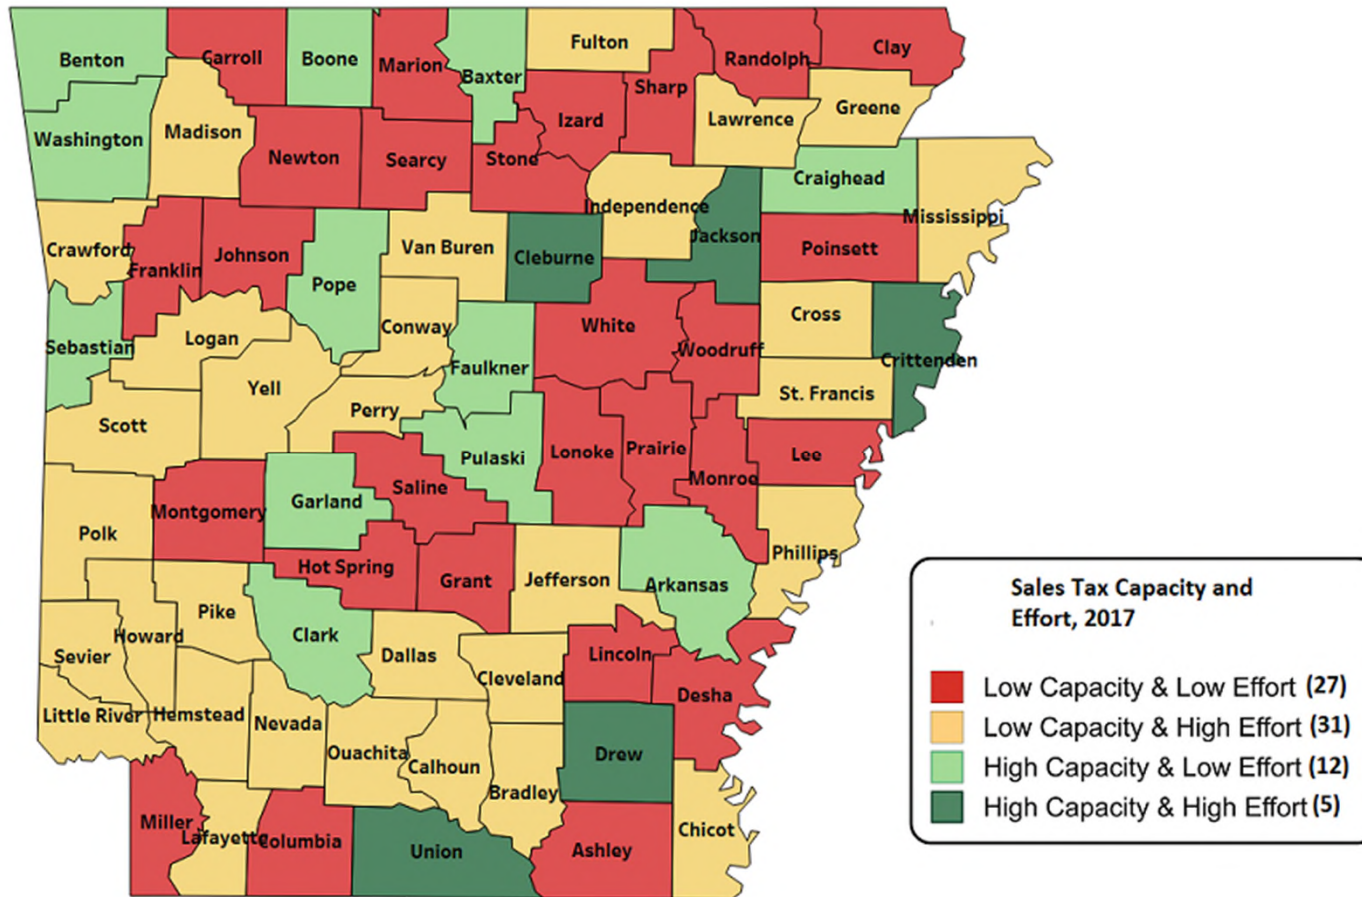 Benton
Carroll
Boone
Marion
Baxter
Fulton
Sharp
Randolph
Clay
Washington
Madison
Newton
Searcy
Stone
Izard
Lawrence
Greene
Craighead
Mississippi
Independence
Jackson
Poinsett
Crawford
Franklin
Johnson
Pope
Van Buren
Cleburne
Sebastian
Logan
Conway
White
Woodruff
Cross
Crittenden
Faulkner
Yell
Scott
Perry
St. Francis
Pulaski
Lonoke
Prairie
Monroe
Lee
Garland
Saline
Montgomery
Polk
Hot Spring
Grant
Jefferson
Arkansas
Phillips
Pike
Howard
Clark
Sevier
Dallas
Cleveland
Lincoln
Desha
Little River
Hemstead
Nevada
Ouachita
Calhoun
Bradley
Drew
Miller
Lafayette
Columbia
Union
Ashley
Chicot
Sales Tax Capacity and
Effort, 2017
Low Capacity & Low Effort (27)
Low Capacity & High Effort (31)
High Capacity & Low Effort (12)
High Capacity & High Effort (5)